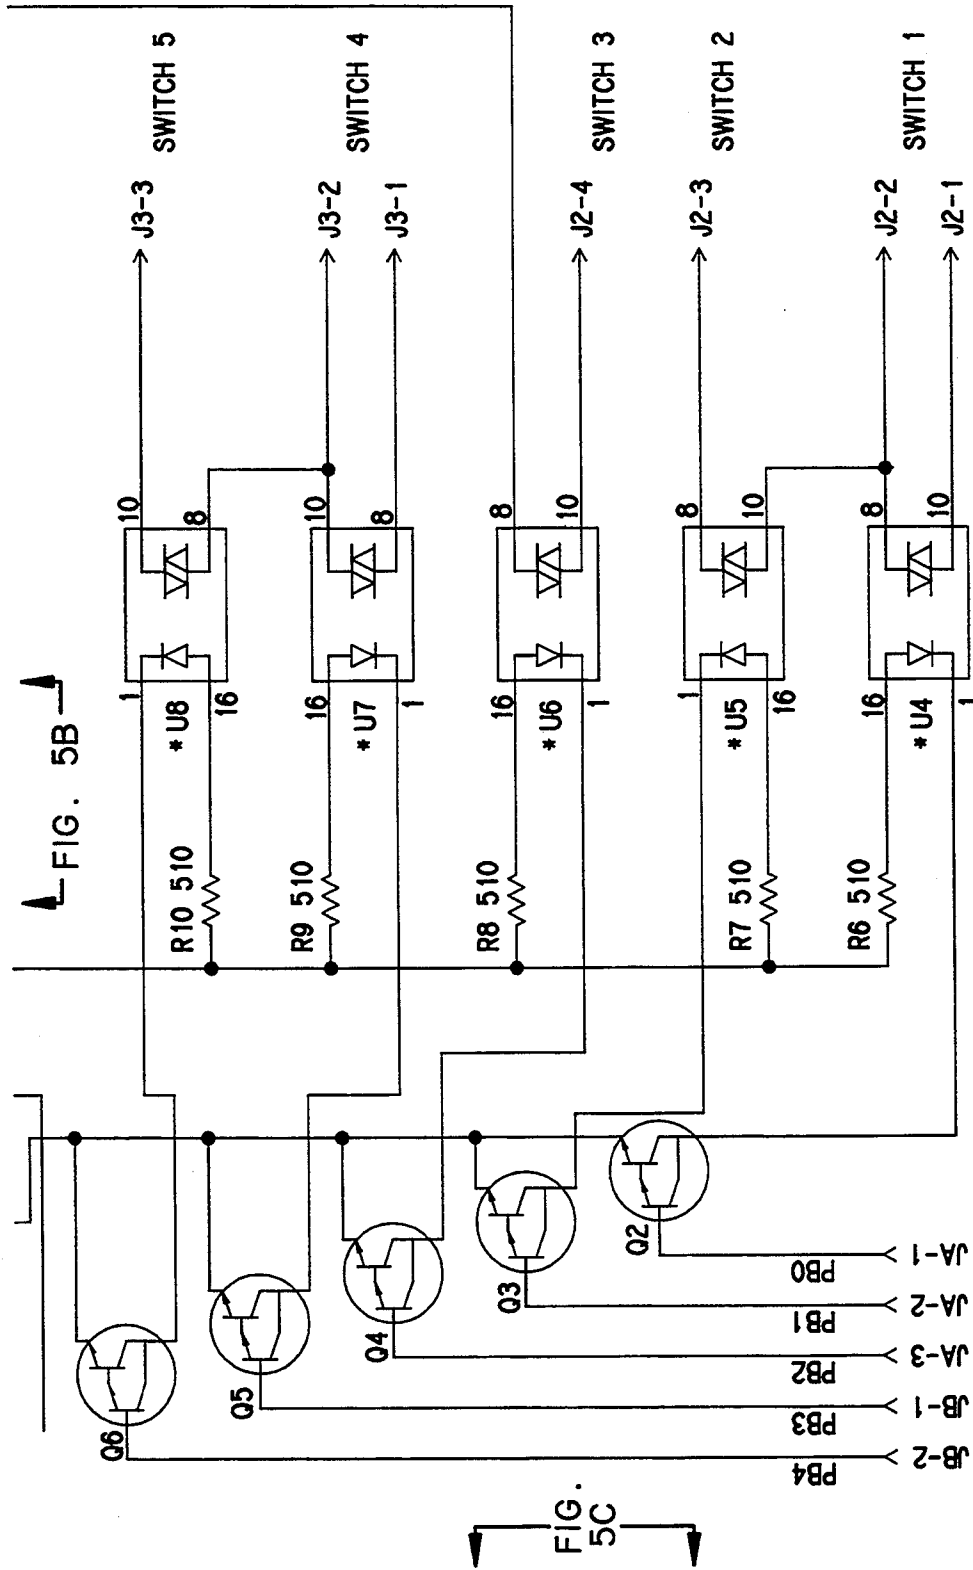 FIG. 5B
SWITCH 5
J3-3
10
8
1
* U8
16
R10 510
SWITCH 4
J3-2
J3-1
10
8
16
* U7
1
R9 510
SWITCH 3
J2-4
8
10
16
* U6
1
R8 510
SWITCH 2
J2-3
8
10
1
* U5
16
R7 510
SWITCH 1
J2-2
J2-1
8
10
16
* U4
1
R6 510
Q6
Q5
Q4
Q3
Q2
PB4
PB3
PB2
PB1
PB0
JB-2
JB-1
JA-3
JA-2
JA-1
FIG.
5C